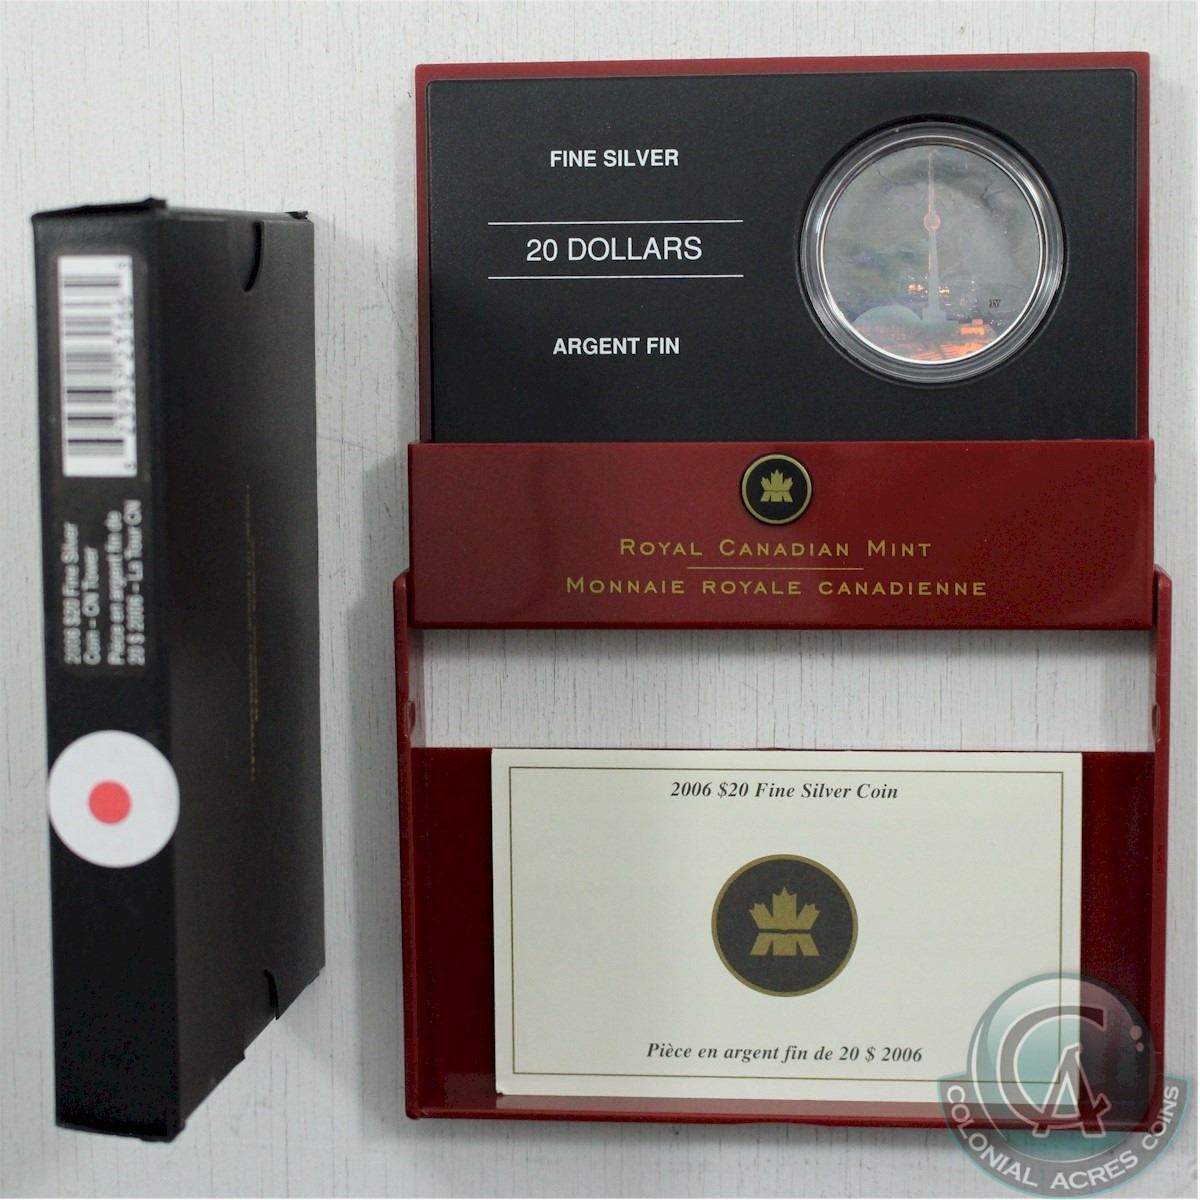 FINE SILVER
20 DOLLARS
ARGENT FIN
JY
ROYAL CANADIAN MINT
MONNAIE ROYALE CANADIENNE
2006 $20 Fine Silver Coin
Pièce en argent fin de 20 $ 2006
2006 $20 Fine Silver
Coin – CN Tower
Pièce en argent fin de
20 $ 2006 – La Tour CN
CA
COLONIAL ACRES COINS